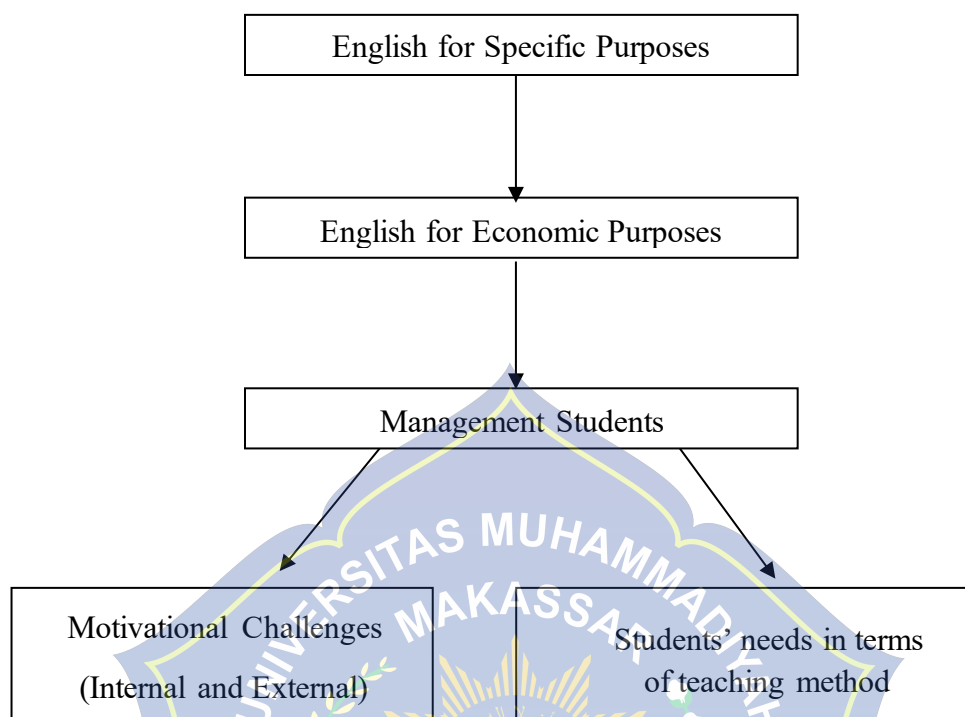 English for Specific Purposes
English for Economic Purposes
Management Students
UNIVERSITAS MUHAMMADIYAH
MAKASSAR
Motivational Challenges
(Internal and External)
Students’ needs in terms
of teaching method